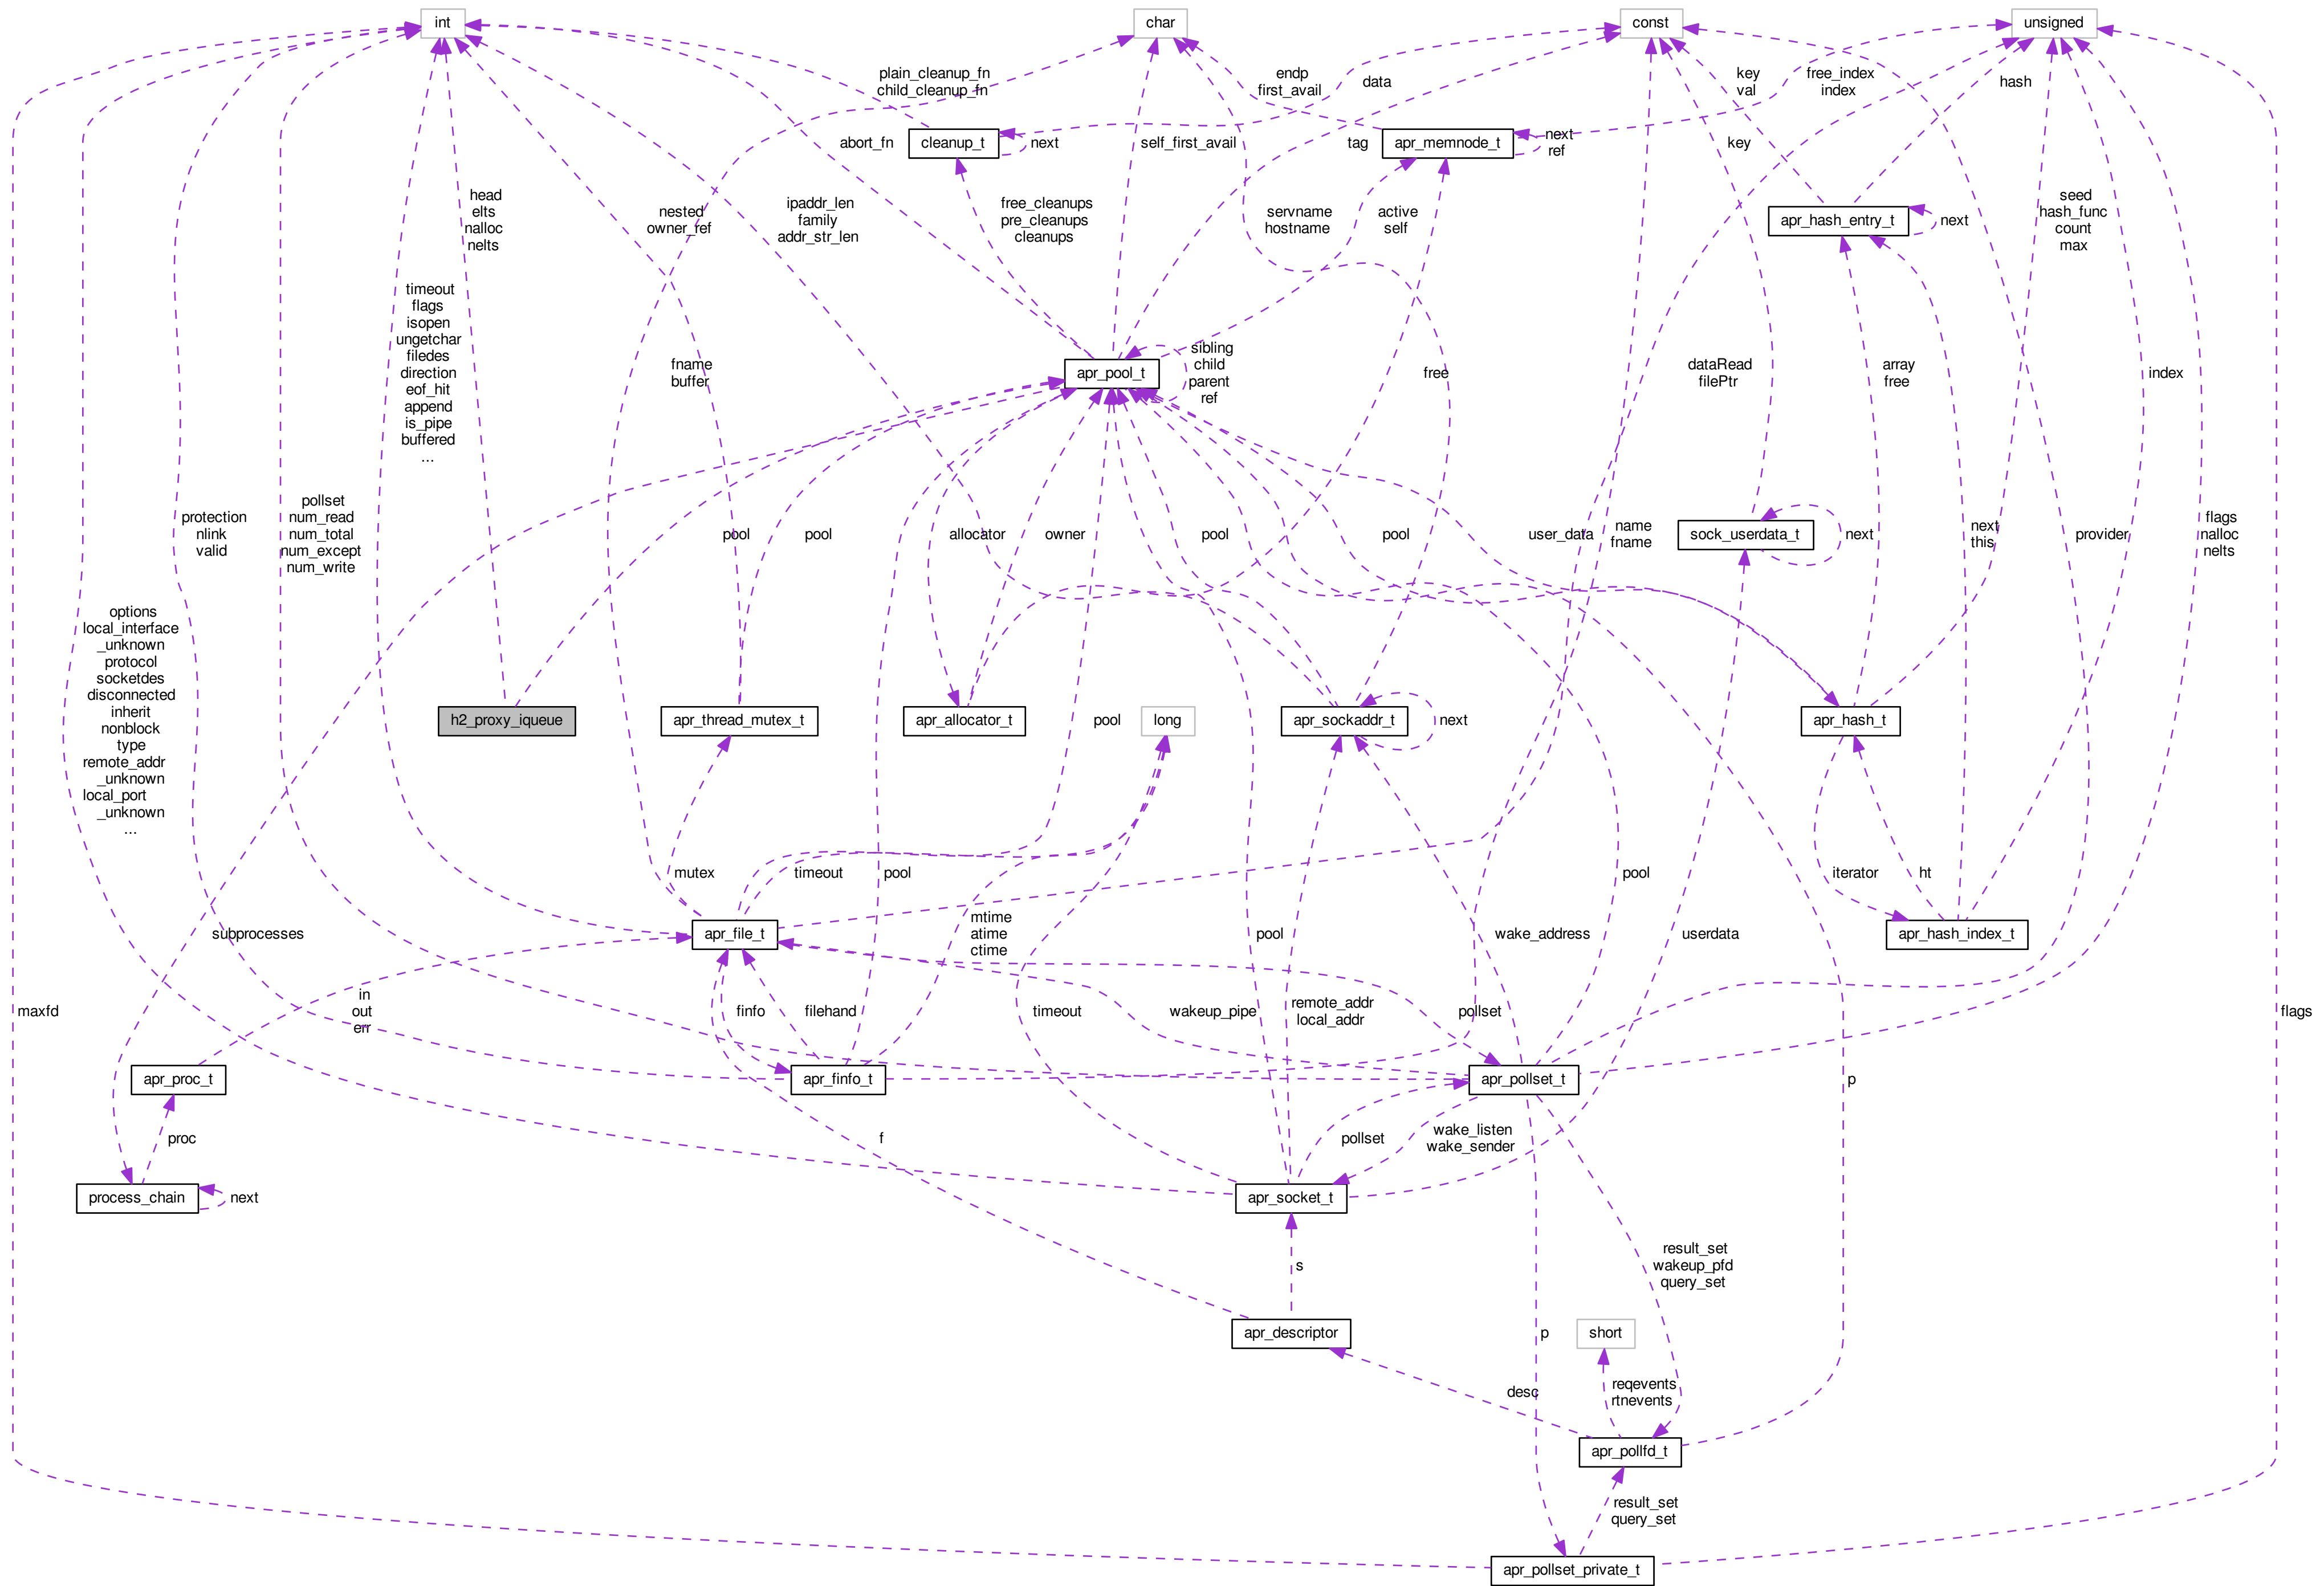 int
char
const
unsigned
plain_cleanup_fn
child_cleanup_fn
endp
first_avail
data
key
val
free_index
index
hash
cleanup_t
next
abort_fn
self_first_avail
tag
apr_memnode_t
next
ref
key
head
elts
nalloc
nelts
nested
owner_ref
ipaddr_len
family
addr_str_len
free_cleanups
pre_cleanups
cleanups
servname
hostname
active
self
apr_hash_entry_t
next
seed
hash_func
count
max
timeout
flags
isopen
ungetchar
filedes
direction
eof_hit
append
is_pipe
buffered
...
fname
buffer
apr_pool_t
sibling
child
parent
ref
free
dataRead
filePtr
array
free
index
protection
nlink
valid
pollset
num_read
num_total
num_except
num_write
pool
pool
allocator
owner
pool
pool
user_data
name
fname
sock_userdata_t
next
next
this
provider
flags
nalloc
nelts
options
local_interface
_unknown
protocol
socketdes
disconnected
inherit
nonblock
type
remote_addr
_unknown
local_port
_unknown
...
h2_proxy_iqueue
apr_thread_mutex_t
apr_allocator_t
pool
long
apr_sockaddr_t
next
apr_hash_t
mutex
timeout
pool
pool
iterator
ht
subprocesses
apr_file_t
mtime
atime
ctime
pool
wake_address
userdata
apr_hash_index_t
maxfd
in
out
err
finfo
filehand
timeout
wakeup_pipe
remote_addr
local_addr
pollset
flags
apr_proc_t
apr_finfo_t
apr_pollset_t
p
proc
f
pollset
wake_listen
wake_sender
process_chain
next
apr_socket_t
s
result_set
wakeup_pfd
query_set
apr_descriptor
p
short
desc
reqevents
rtnevents
apr_pollfd_t
result_set
query_set
apr_pollset_private_t